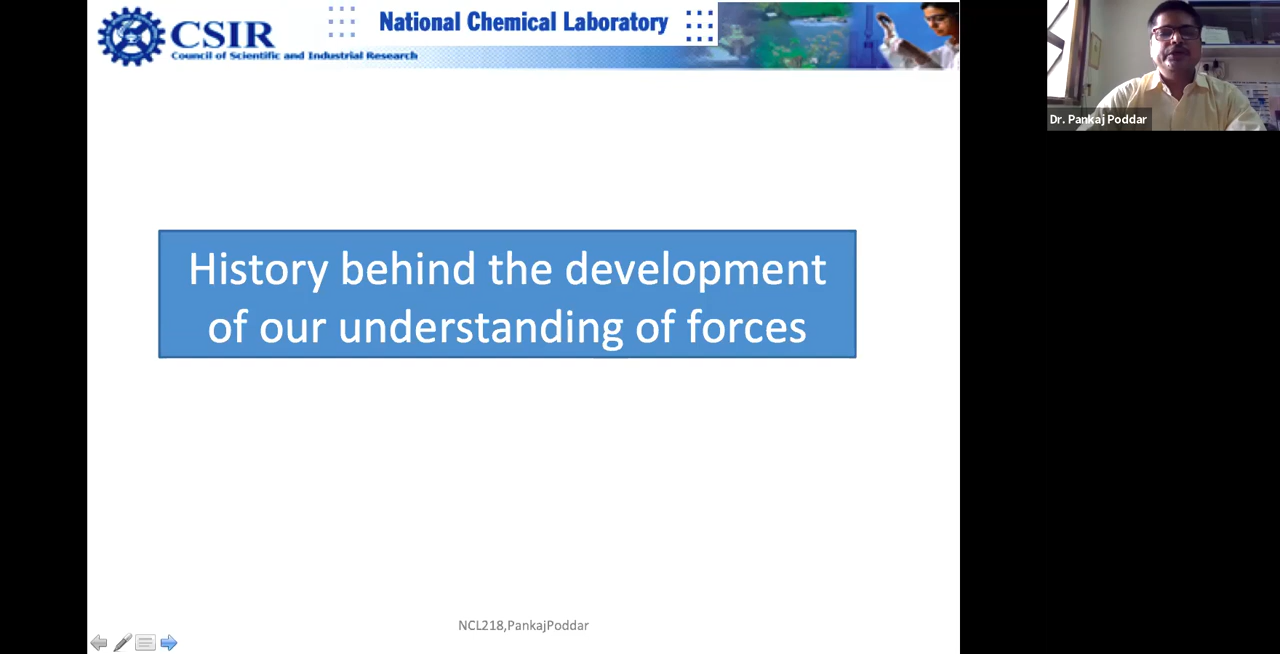 CSIR
Council of Scientific and Industrial Research
National Chemical Laboratory
Dr. Pankaj Poddar
History behind the development
of our understanding of forces
NCL218,PankajPoddar